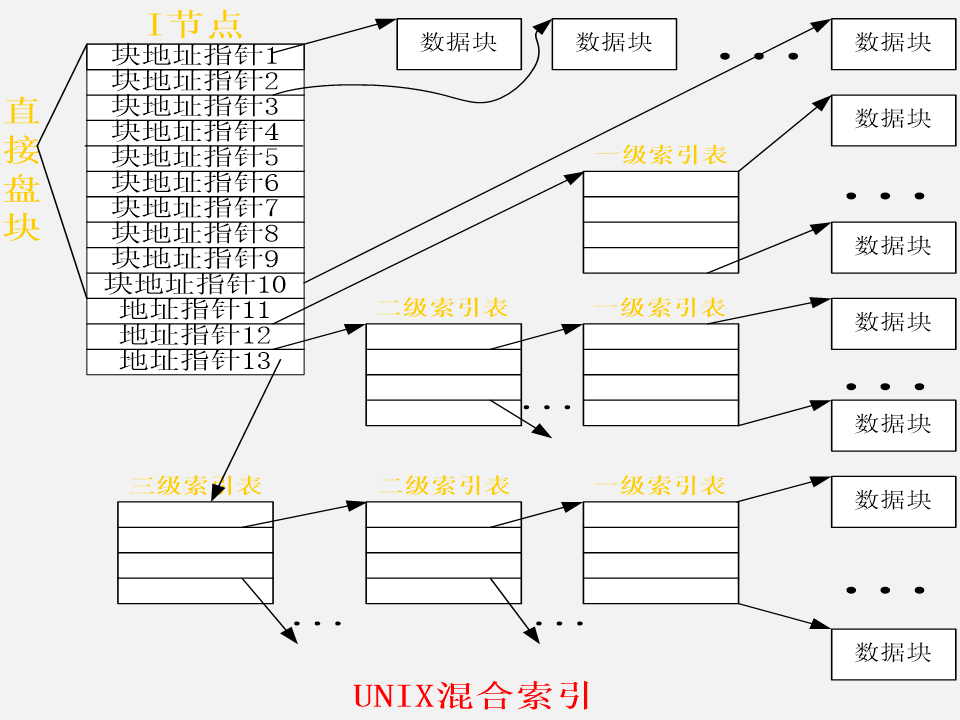 I节点
直接盘块
块地址指针1
块地址指针2
块地址指针3
块地址指针4
块地址指针5
块地址指针6
块地址指针7
块地址指针8
块地址指针9
块地址指针10
地址指针11
地址指针12
地址指针13
数据块
数据块
数据块
数据块
一级索引表
数据块
二级索引表
一级索引表
数据块
数据块
三级索引表
二级索引表
一级索引表
数据块
数据块
UNIX混合索引